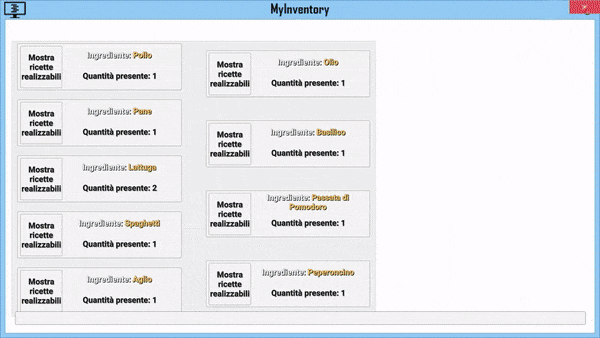 MyInventory
Mostra
ricette
realizzabili
Ingrediente: Pollo
Quantità presente: 1
Mostra
ricette
realizzabili
Ingrediente: Pane
Quantità presente: 1
Mostra
ricette
realizzabili
Ingrediente: Lattuga
Quantità presente: 2
Mostra
ricette
realizzabili
Ingrediente: Spaghetti
Quantità presente: 1
Mostra
ricette
realizzabili
Ingrediente: Aglio
Quantità presente: 1
Mostra
ricette
realizzabili
Ingrediente: Olio
Quantità presente: 1
Mostra
ricette
realizzabili
Ingrediente: Basilico
Quantità presente: 1
Mostra
ricette
realizzabili
Ingrediente: Passata di
Pomodoro
Quantità presente: 1
Mostra
ricette
realizzabili
Ingrediente: Peperoncino
Quantità presente: 1